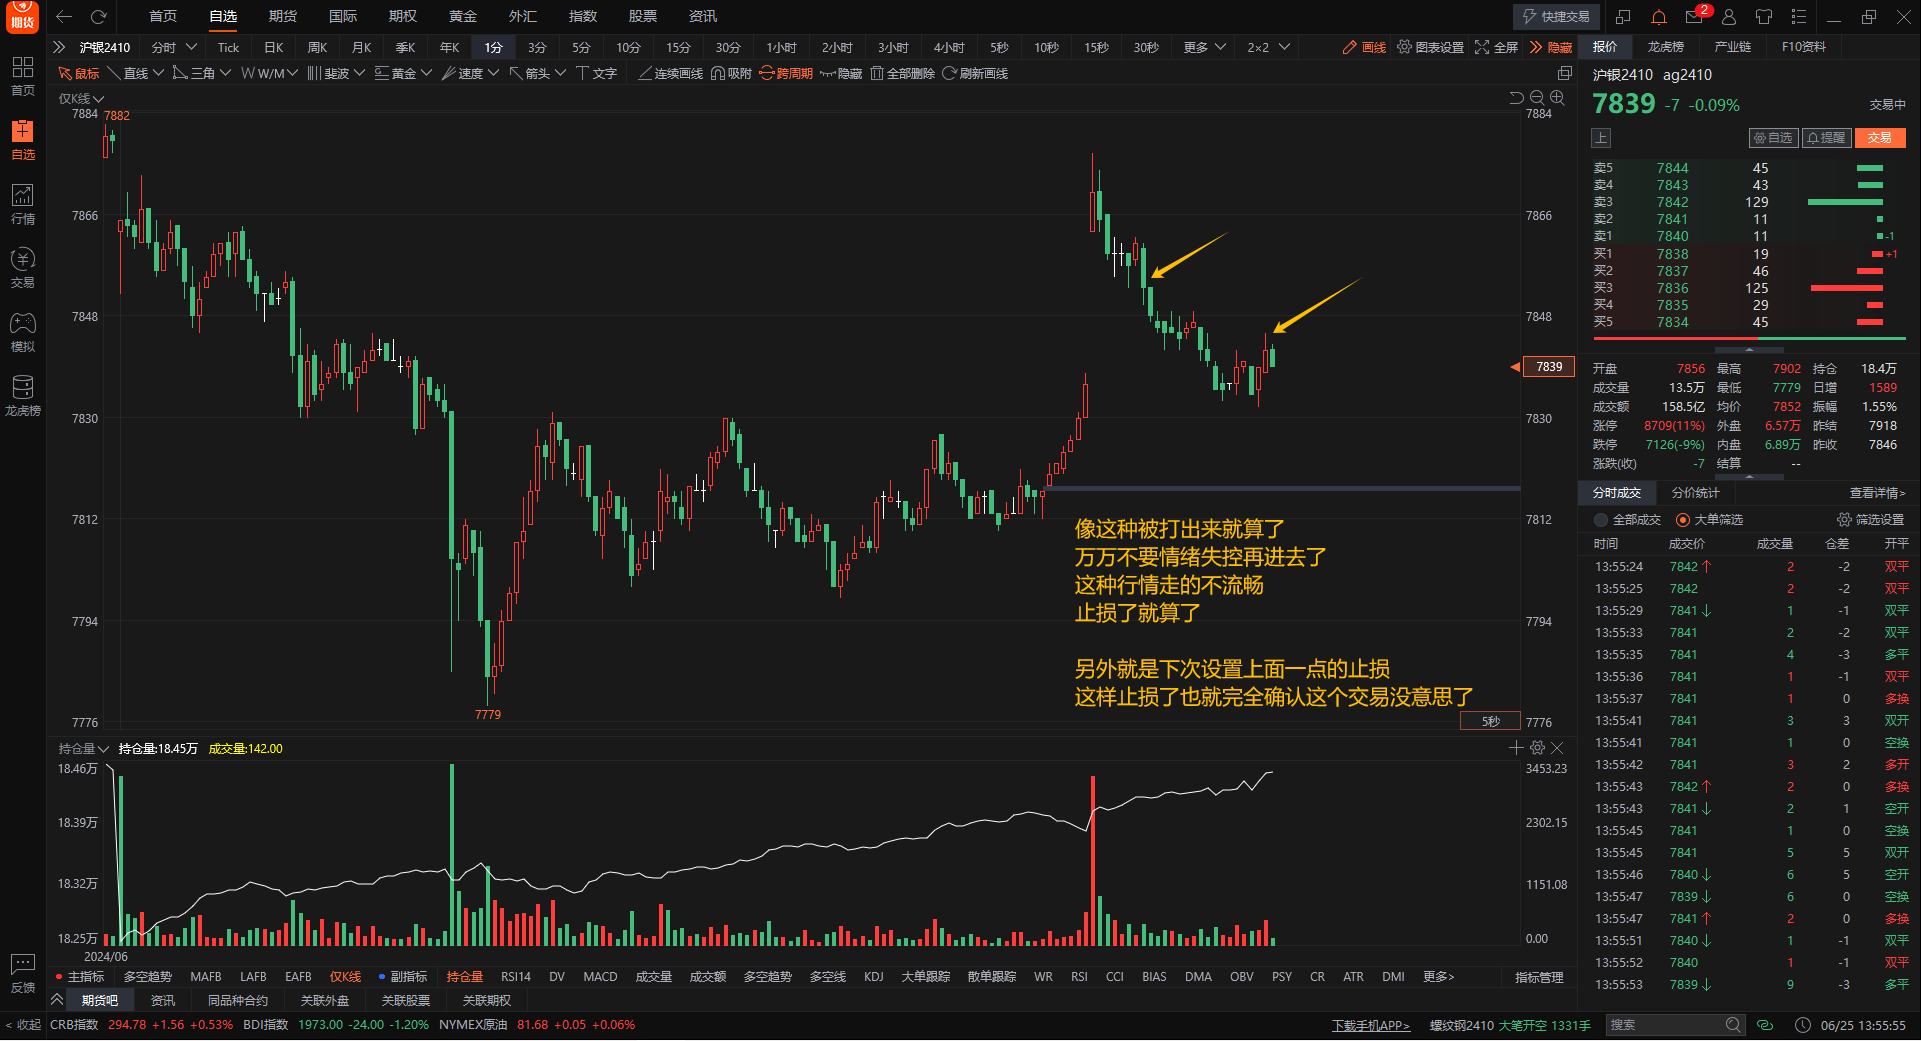 期货
首页 自选 期货 国际 期权 黄金 外汇 指数 股票 资讯
快捷交易 2
沪银2410 分时 Tick 日K 周K 月K 季K 年K 1分 3分 5分 10分 15分 30分 1小时 2小时 3小时 4小时 5秒 10秒 15秒 30秒 更多 2×2 画线 图表设置 全屏 隐藏
鼠标 直线 三角 W/M 斐波 黄金 速度 箭头 文字 连续画线 吸附 跨周期 隐藏 全部删除 刷新画线
首页
自选
行情
交易
模拟
龙虎榜
反馈
< 收起
仅K线
7884 7882 7884
7866 7866
7848 7848
7839
7830 7830
7812 7812
7794 7794
7776 7779 7776
像这种被打出来就算了
万万不要情绪失控再进去了
这种行情走的不流畅
止损了就算了
另外就是下次设置上面一点的止损
这样止损了也就完全确认这个交易没意思了
5秒
持仓量 持仓量:18.45万 成交量:142.00
18.46万 3453.23
18.39万 2302.15
18.32万 1151.08
18.25万 0.00
2024/06
主指标 多空趋势 MAFB LAFB EAFB 仅K线 副指标 持仓量 RSI14 DV MACD 成交量 成交额 多空趋势 多空线 KDJ 大单跟踪 散单跟踪 WR RSI CCI BIAS DMA OBV PSY CR ATR DMI 更多> 指标管理
期货吧 资讯 同品种合约 关联外盘 关联股票 关联期权
CRB指数 294.78 +1.56 +0.53% BDI指数 1973.00 -24.00 -1.20% NYMEX原油 81.68 +0.05 +0.06%
下载手机APP> 螺纹钢2410 大笔开空 1331手 搜索 06/25 13:55:55
报价 龙虎榜 产业链 F10资料
沪银2410 ag2410
7839 -7 -0.09% 交易中
上 自选 提醒 交易
卖5 7844 45
卖4 7843 43
卖3 7842 129
卖2 7841 11
卖1 7840 11 -1
买1 7838 19 +1
买2 7837 46
买3 7836 125
买4 7835 29
买5 7834 45
开盘 7856 最高 7902 持仓 18.4万
成交量 13.5万 最低 7779 日增 1589
成交额 158.5亿 均价 7852 振幅 1.55%
涨停 8709(11%) 外盘 6.57万 昨结 7918
跌停 7126(-9%) 内盘 6.89万 昨收 7846
涨跌(收) -7 结算 --
分时成交 分价统计 查看详情>
全部成交 大单筛选 筛选设置
时间 成交价 成交量 仓差 开平
13:55:24 7842↑ 2 -2 双平
13:55:25 7842 2 -2 双平
13:55:29 7841↓ 1 -1 双平
13:55:33 7841 2 -2 双平
13:55:35 7841 4 -3 多平
13:55:36 7841 1 -1 双平
13:55:37 7841 1 0 多换
13:55:41 7841 3 3 双开
13:55:41 7841 1 0 空换
13:55:42 7841 3 2 多开
13:55:43 7842↑ 2 0 多换
13:55:43 7841↓ 2 1 空开
13:55:45 7841 1 0 空换
13:55:45 7841 5 5 双开
13:55:46 7840↓ 6 5 空开
13:55:47 7839↓ 6 0 空换
13:55:47 7841↑ 2 0 多换
13:55:51 7840↓ 1 -1 双平
13:55:52 7840 1 -1 双平
13:55:53 7839↓ 9 -3 多平